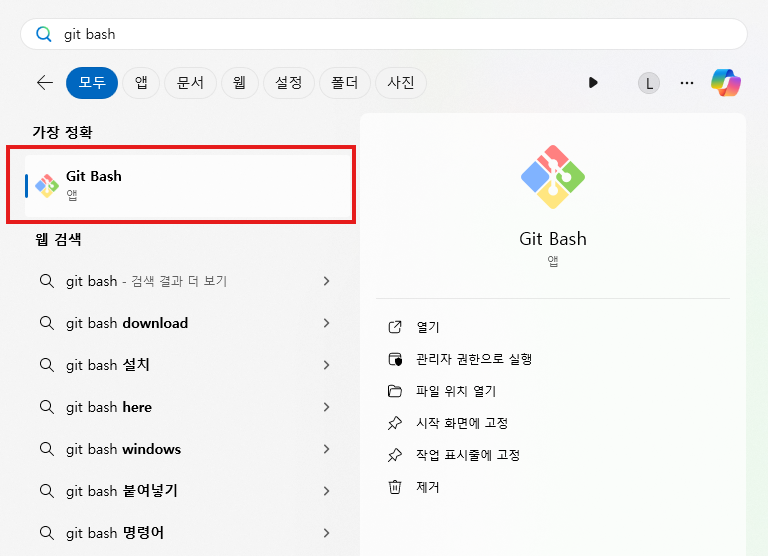 git bash
모두 앱 문서 웹 설정 폴더 사진 L
가장 정확
Git Bash
앱
웹 검색
git bash - 검색 결과 더 보기
git bash download
git bash 설치
git bash here
git bash windows
git bash 붙여넣기
git bash 명령어
Git Bash
앱
열기
관리자 권한으로 실행
파일 위치 열기
시작 화면에 고정
작업 표시줄에 고정
제거